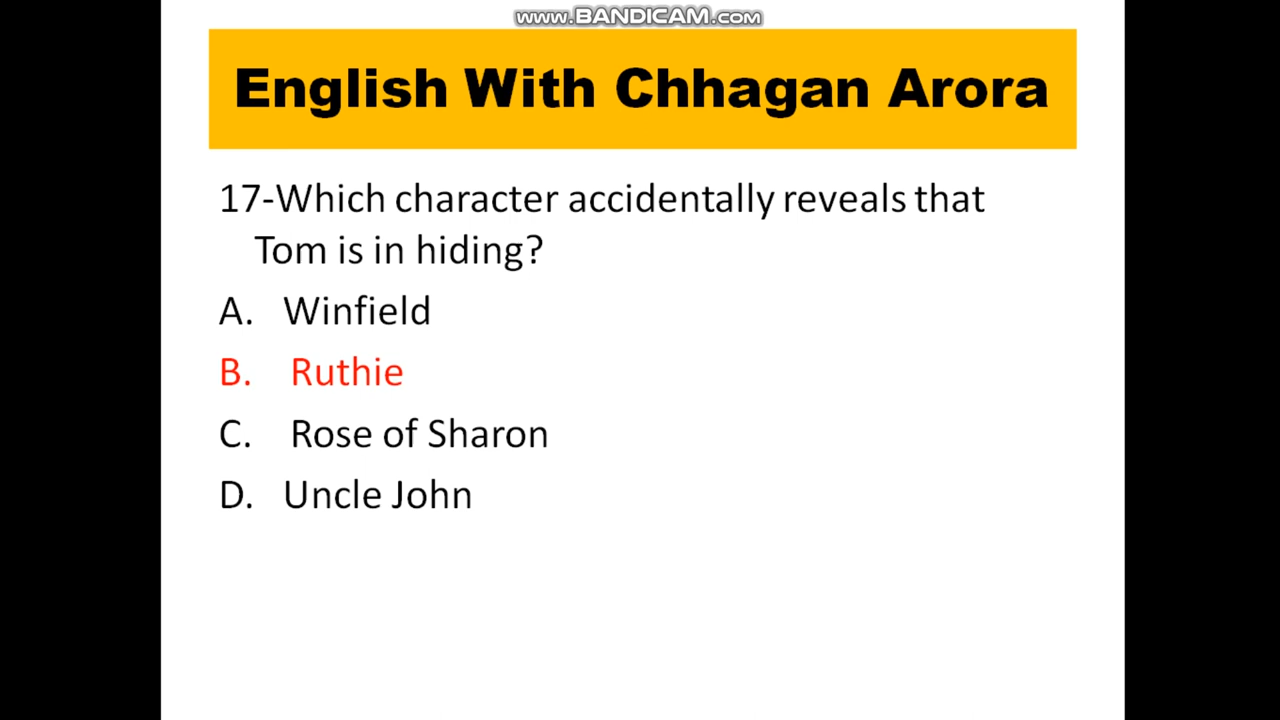 www.BANDICAM.com
English With Chhagan Arora
17-Which character accidentally reveals that
Tom is in hiding?
A. Winfield
B. Ruthie
C. Rose of Sharon
D. Uncle John